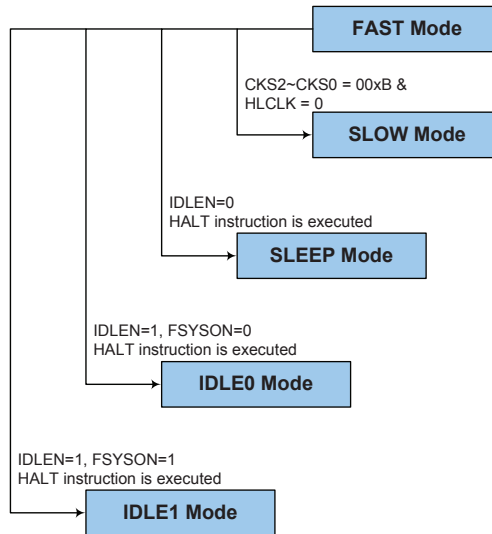 FAST Mode
CKS2~CKS0 = 00xB &
HLCLK = 0
SLOW Mode
IDLEN=0
HALT instruction is executed
SLEEP Mode
IDLEN=1, FSYSON=0
HALT instruction is executed
IDLE0 Mode
IDLEN=1, FSYSON=1
HALT instruction is executed
IDLE1 Mode